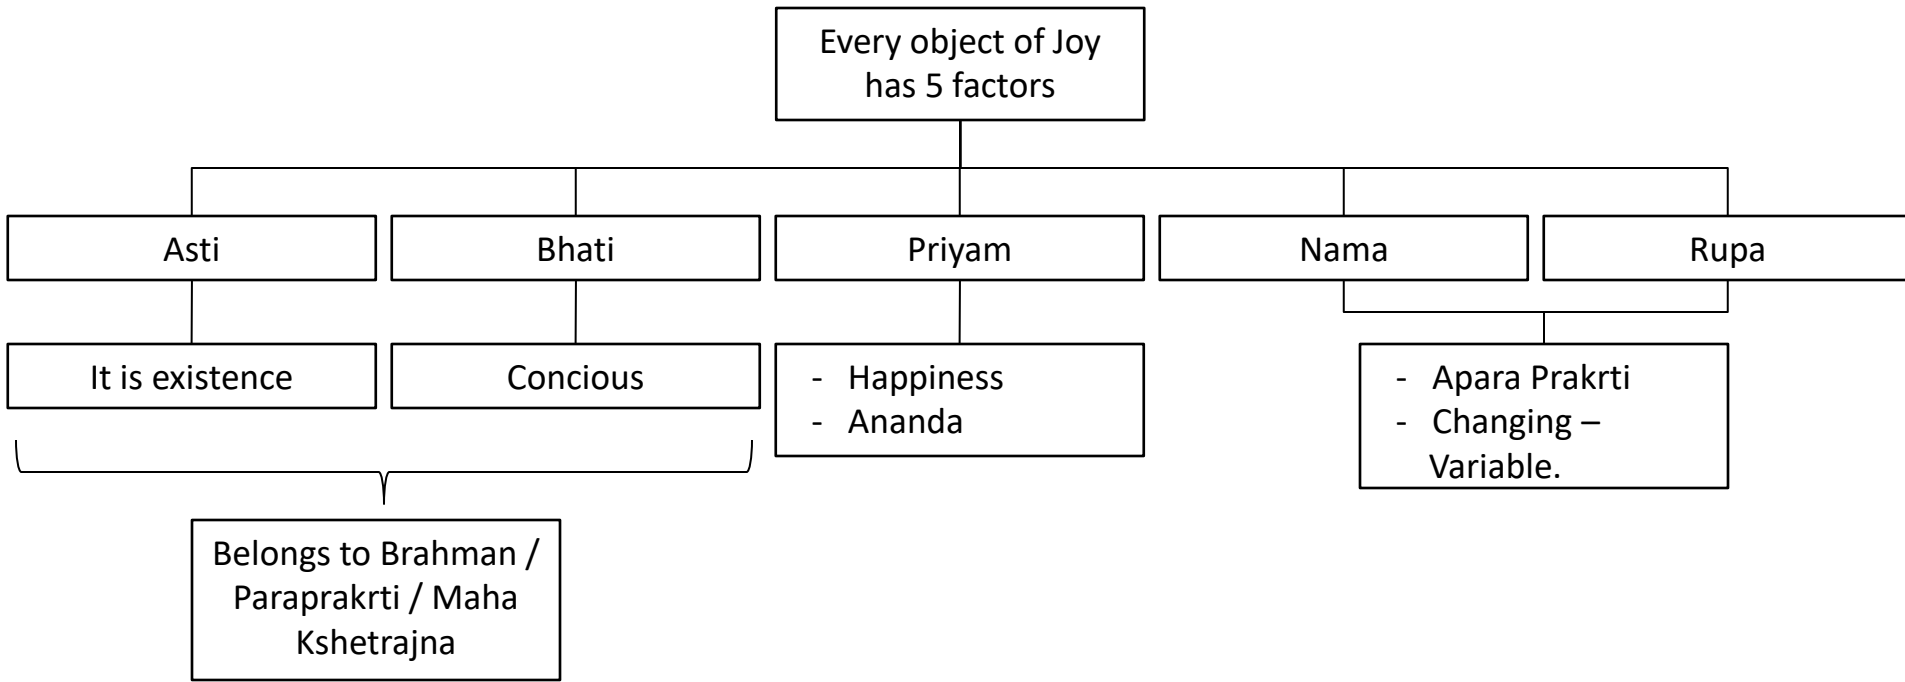 Every object of Joy
has 5 factors
Asti
Bhati
Priyam
Nama
Rupa
It is existence
Concious
- Happiness
- Ananda
- Apara Prakrti
- Changing –
Variable.
Belongs to Brahman /
Paraprakrti / Maha
Kshetrajna